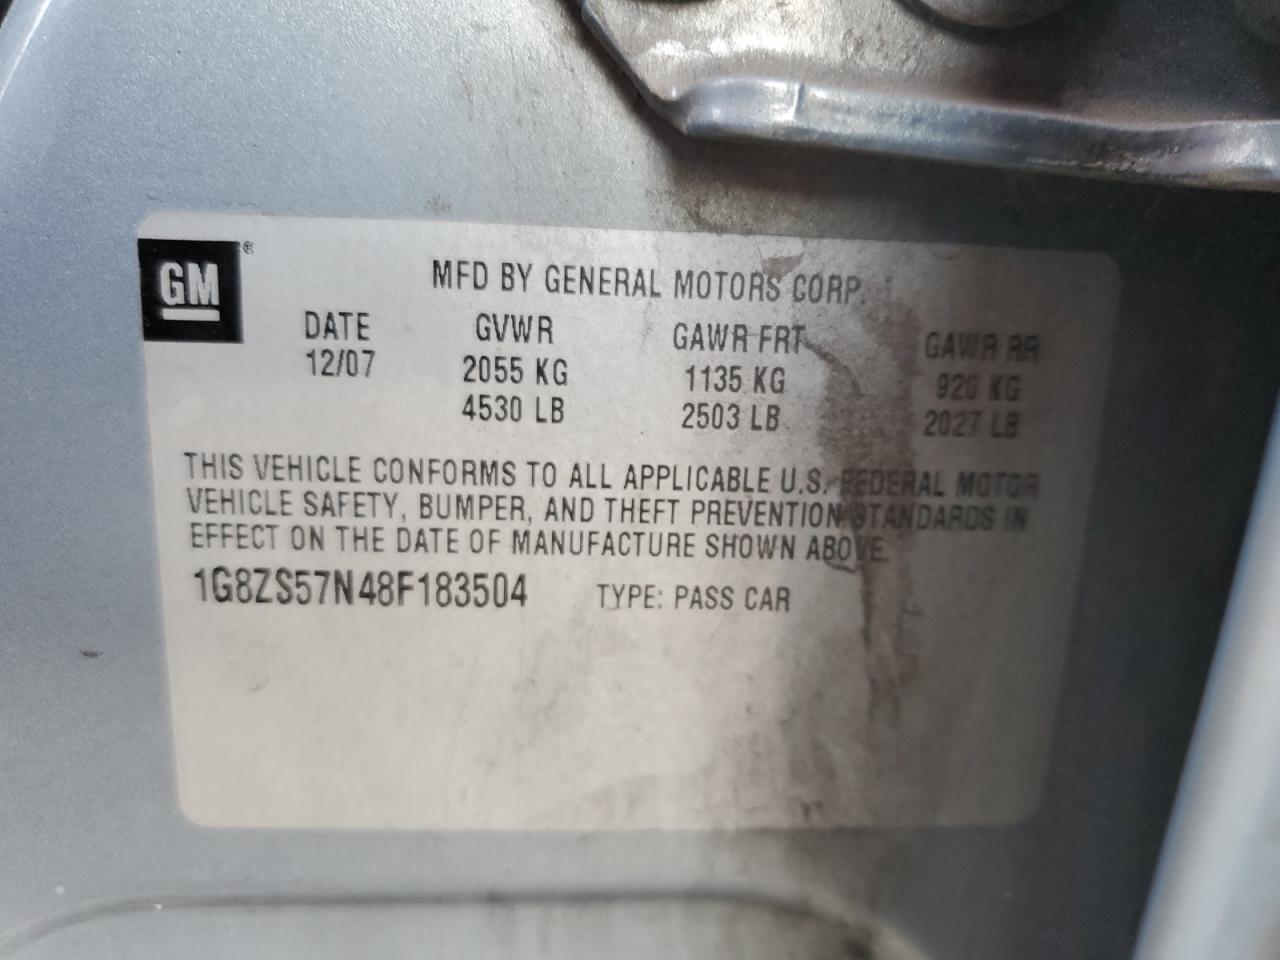 GM®
MFD BY GENERAL MOTORS CORP.
DATE GVWR GAWR FRT GAWR RR
12/07 2055 KG 1135 KG 920 KG
4530 LB 2503 LB 2027 LB
THIS VEHICLE CONFORMS TO ALL APPLICABLE U.S. FEDERAL MOTOR
VEHICLE SAFETY, BUMPER, AND THEFT PREVENTION STANDARDS IN
EFFECT ON THE DATE OF MANUFACTURE SHOWN ABOVE.
1G8ZS57N48F183504 TYPE: PASS CAR